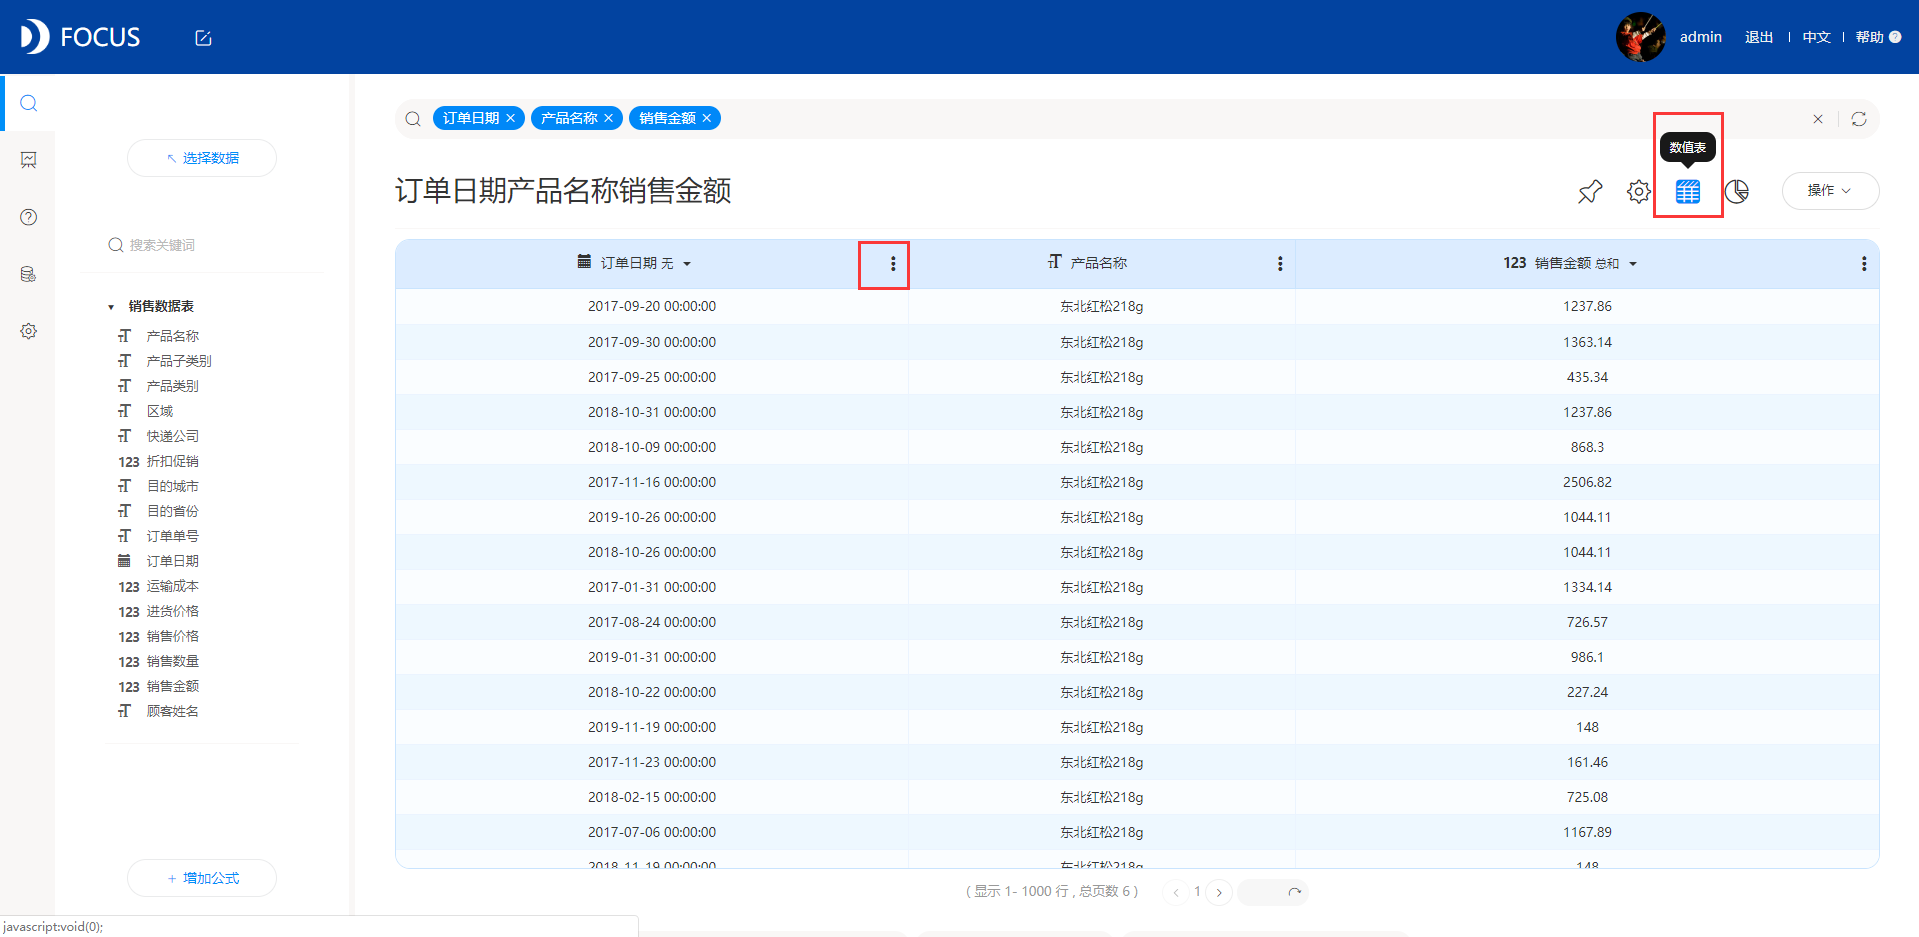 FOCUS
admin 退出 中文 帮助 ?
选择数据
搜索关键词
销售数据表
产品名称
产品子类别
产品类别
区域
快递公司
123 折扣促销
目的城市
目的省份
订单单号
订单日期
123 运输成本
123 进货价格
123 销售价格
123 销售数量
123 销售金额
顾客姓名
+ 增加公式
javascript:void(0);
订单日期 × 产品名称 × 销售金额 ×
数值表
订单日期产品名称销售金额
操作
订单日期 无 产品名称 123 销售金额 总和
2017-09-20 00:00:00 东北红松218g 1237.86
2017-09-30 00:00:00 东北红松218g 1363.14
2017-09-25 00:00:00 东北红松218g 435.34
2018-10-31 00:00:00 东北红松218g 1237.86
2018-10-09 00:00:00 东北红松218g 868.3
2017-11-16 00:00:00 东北红松218g 2506.82
2019-10-26 00:00:00 东北红松218g 1044.11
2018-10-26 00:00:00 东北红松218g 1044.11
2017-01-31 00:00:00 东北红松218g 1334.14
2017-08-24 00:00:00 东北红松218g 726.57
2019-01-31 00:00:00 东北红松218g 986.1
2018-10-22 00:00:00 东北红松218g 227.24
2019-11-19 00:00:00 东北红松218g 148
2017-11-23 00:00:00 东北红松218g 161.46
2018-02-15 00:00:00 东北红松218g 725.08
2017-07-06 00:00:00 东北红松218g 1167.89
2018-11-19 00:00:00 东北红松218g 148
( 显示 1- 1000 行 , 总页数 6 ) 1